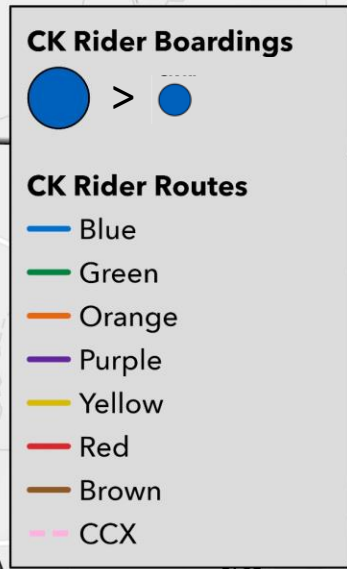 CK Rider Boardings
>
CK Rider Routes
Blue
Green
Orange
Purple
Yellow
Red
Brown
CCX